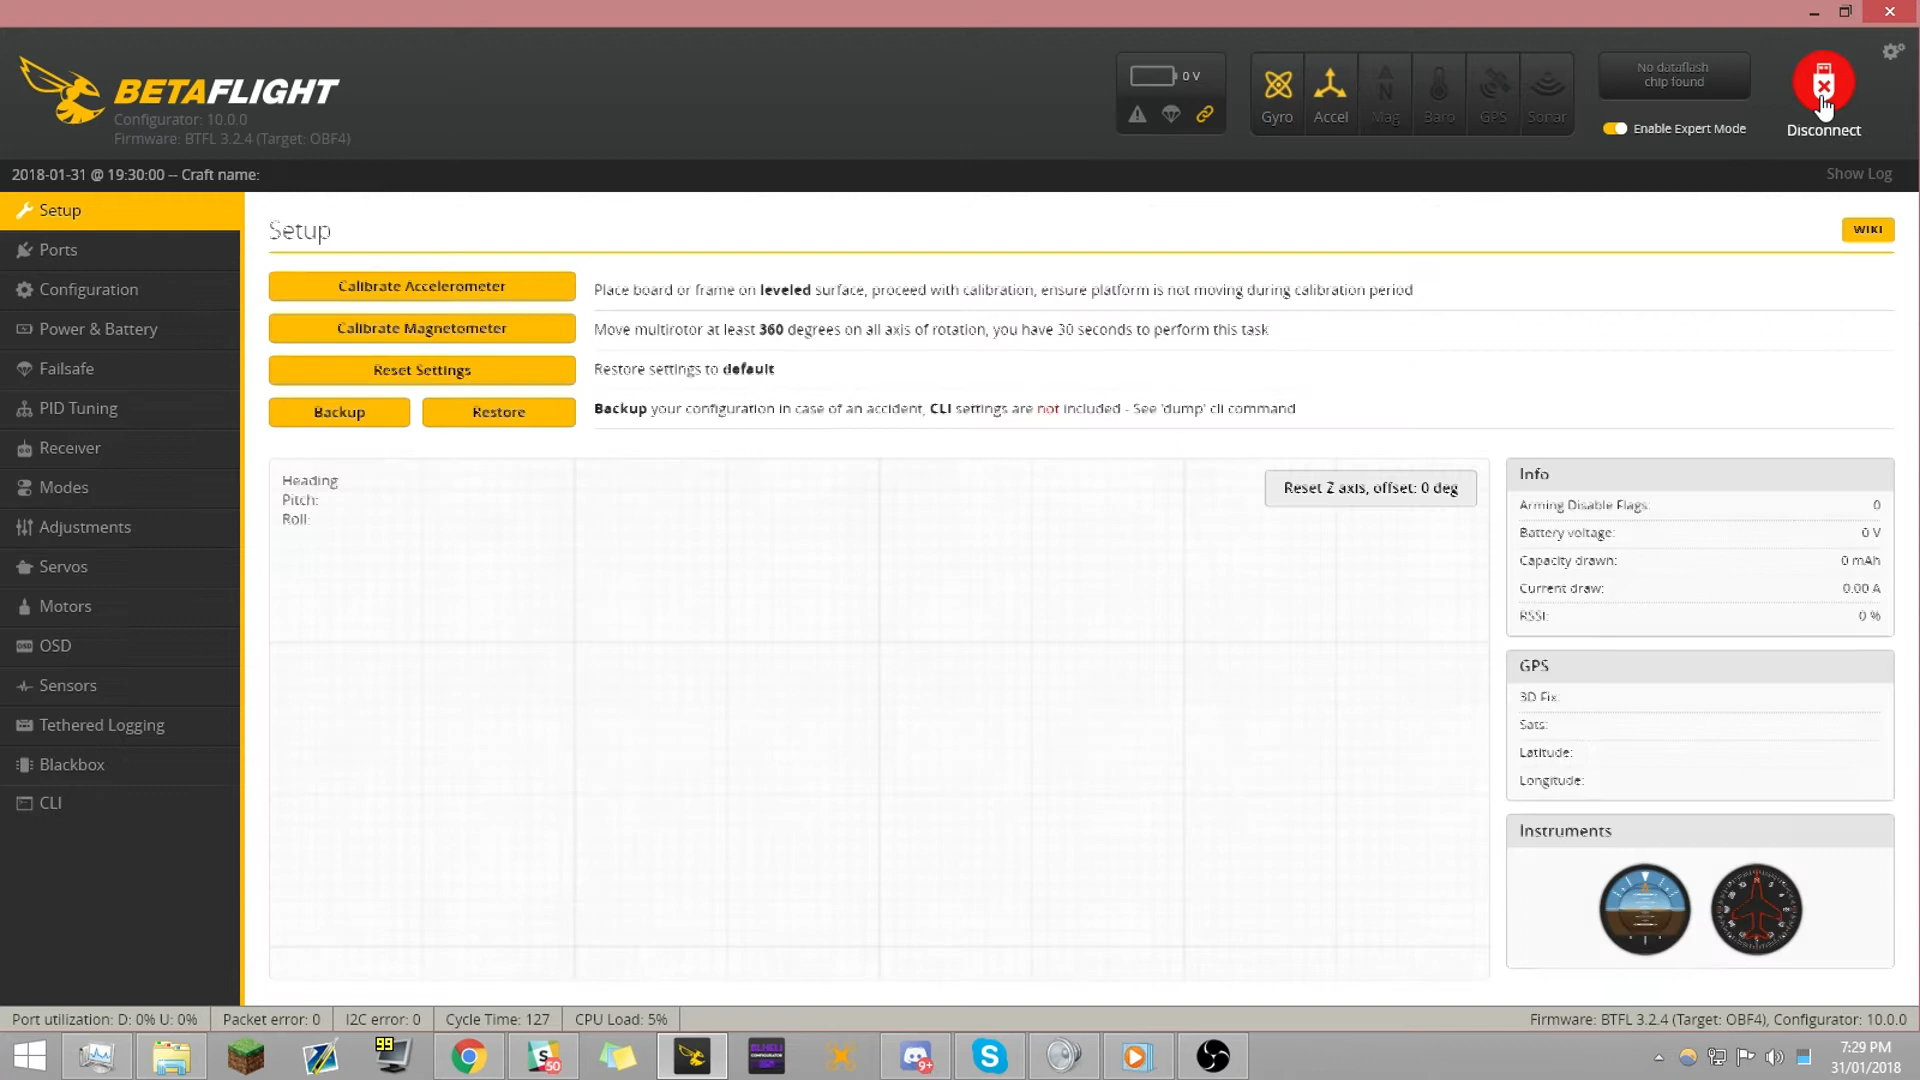 BETAFLIGHT
Configurator: 10.0.0
Firmware: BTFL 3.2.4 (Target: OBF4)
0 V
Gyro
Accel
Mag
Baro
GPS
Sonar
No dataflash
chip found
Enable Expert Mode
Disconnect
2018-01-31 @ 19:30:00 -- Craft name:
Show Log
Setup
Ports
Configuration
Power & Battery
Failsafe
PID Tuning
Receiver
Modes
Adjustments
Servos
Motors
OSD
Sensors
Tethered Logging
Blackbox
CLI
Setup
WIKI
Calibrate Accelerometer
Place board or frame on leveled surface, proceed with calibration, ensure platform is not moving during calibration period
Calibrate Magnetometer
Move multirotor at least 360 degrees on all axis of rotation, you have 30 seconds to perform this task
Reset Settings
Restore settings to default
Backup
Restore
Backup your configuration in case of an accident, CLI settings are not included - See 'dump' cli command
Heading:
Pitch:
Roll:
Reset Z axis, offset: 0 deg
Info
Arming Disable Flags: 0
Battery voltage: 0 V
Capacity drawn: 0 mAh
Current draw: 0.00 A
RSSI: 0 %
GPS
3D Fix:
Sats:
Latitude:
Longitude:
Instruments
Port utilization: D: 0% U: 0%
Packet error: 0
I2C error: 0
Cycle Time: 127
CPU Load: 5%
Firmware: BTFL 3.2.4 (Target: OBF4), Configurator: 10.0.0
99
50
9+
7:29 PM
31/01/2018